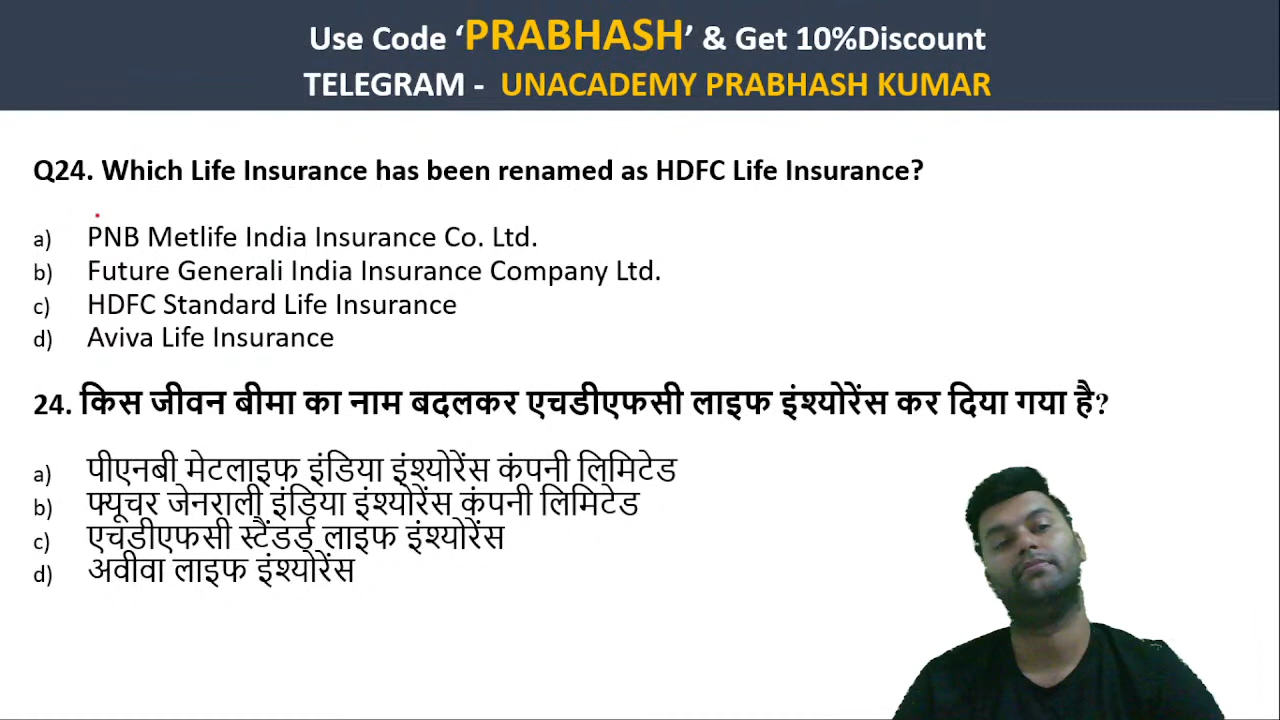 Use Code ‘PRABHASH’ & Get 10%Discount
TELEGRAM - UNACADEMY PRABHASH KUMAR
Q24. Which Life Insurance has been renamed as HDFC Life Insurance?
a) PNB Metlife India Insurance Co. Ltd.
b) Future Generali India Insurance Company Ltd.
c) HDFC Standard Life Insurance
d) Aviva Life Insurance
24. किस जीवन बीमा का नाम बदलकर एचडीएफसी लाइफ इंश्योरेंस कर दिया गया है?
a) पीएनबी मेटलाइफ इंडिया इंश्योरेंस कंपनी लिमिटेड
b) फ्यूचर जेनराली इंडिया इंश्योरेंस कंपनी लिमिटेड
c) एचडीएफसी स्टैंडर्ड लाइफ इंश्योरेंस
d) अवीवा लाइफ इंश्योरेंस